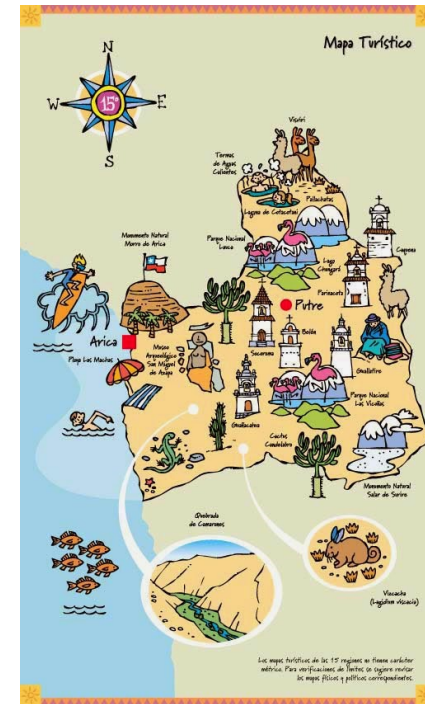 Mapa Turístico
N
W
15°
E
S
Visviri
Termas
de Aguas
Calientes
Payachatas
Laguna de Cotacotani
Monumento Natural
Morro de Arica
Parque Nacional
Lauca
Caquena
Lago
Chungará
Parinacota
Putre
Arica
Museo
Arqueológico
San Miguel
de Azapa
Belén
Socoroma
Playa Las Machas
Guallatire
Parque Nacional
Las Vicuñas
Guallacatire
Cactus
Candelabro
Monumento Natural
Salar de Surire
Quebrada
de Camarones
Vizcacha
(Lagidium viscacia)
Los mapas turísticos de las 15 regiones no tienen carácter
métrico. Para verificaciones de límites se sugiere revisar
los mapas físicos y políticos correspondientes.